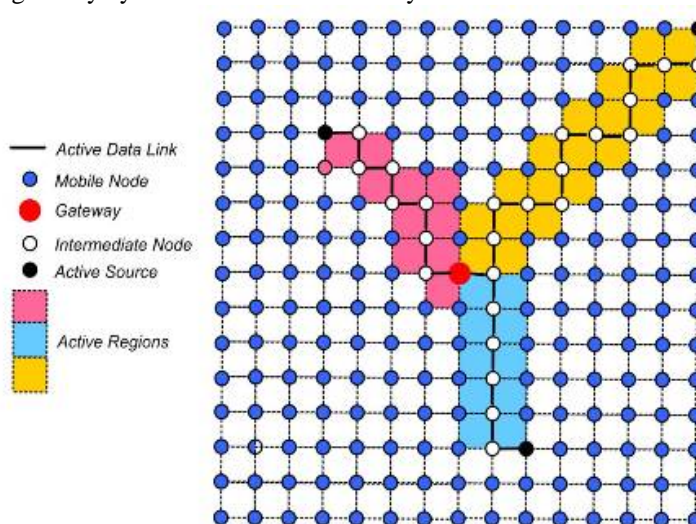 Active Data Link
Mobile Node
Gateway
Intermediate Node
Active Source
Active Regions